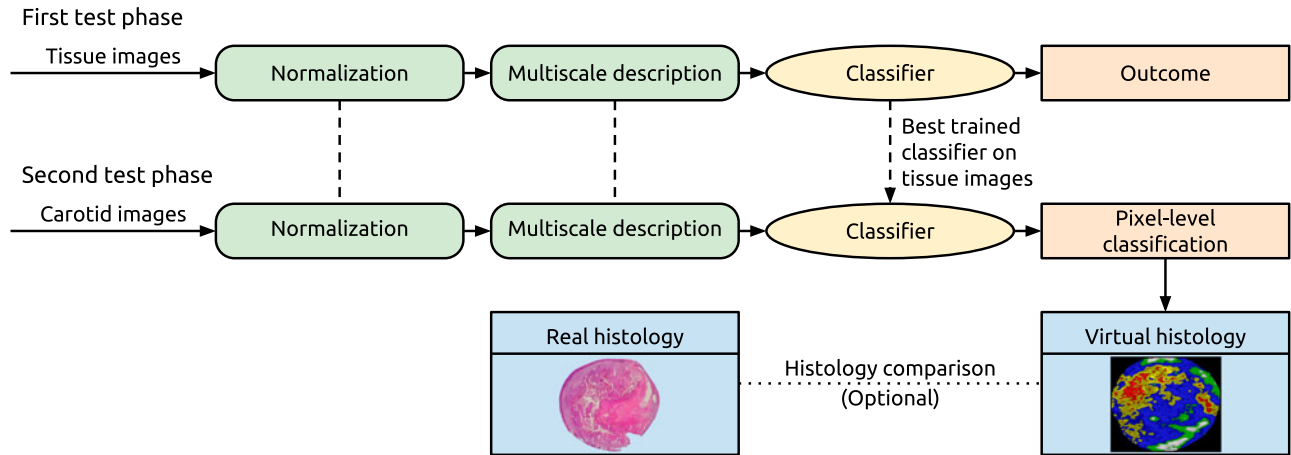 First test phase
Tissue images
Normalization
Multiscale description
Classifier
Outcome
Best trained
classifier on
tissue images
Second test phase
Carotid images
Normalization
Multiscale description
Classifier
Pixel-level
classification
Real histology
Histology comparison
(Optional)
Virtual histology